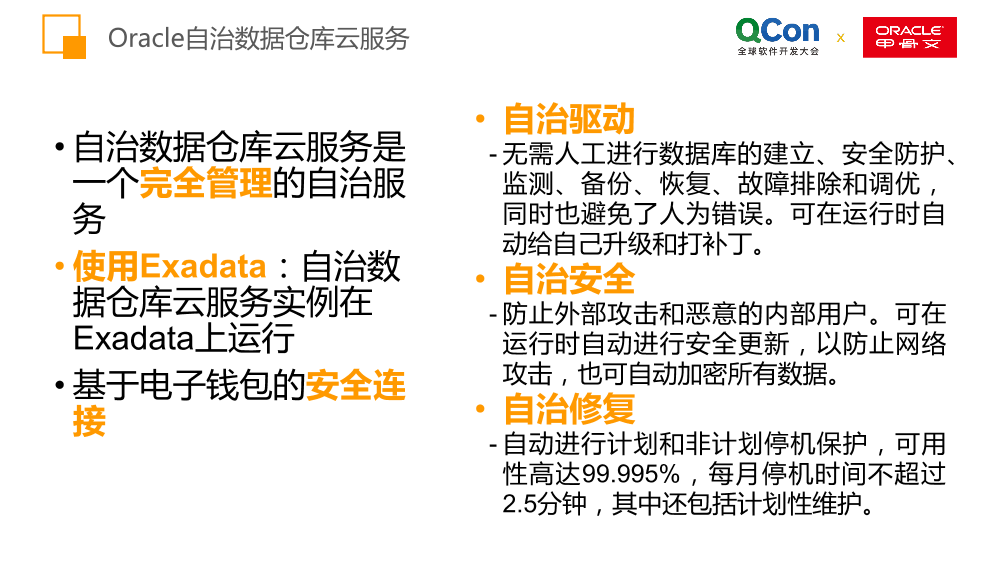 Oracle自治数据仓库云服务
QCon
全球软件开发大会
x
ORACLE
甲骨文
• 自治数据仓库云服务是
一个完全管理的自治服
务
• 使用Exadata：自治数
据仓库云服务实例在
Exadata上运行
• 基于电子钱包的安全连
接
• 自治驱动
- 无需人工进行数据库的建立、安全防护、
监测、备份、恢复、故障排除和调优，
同时也避免了人为错误。可在运行时自
动给自己升级和打补丁。
• 自治安全
- 防止外部攻击和恶意的内部用户。可在
运行时自动进行安全更新，以防止网络
攻击，也可自动加密所有数据。
• 自治修复
- 自动进行计划和非计划停机保护，可用
性高达99.995%，每月停机时间不超过
2.5分钟，其中还包括计划性维护。